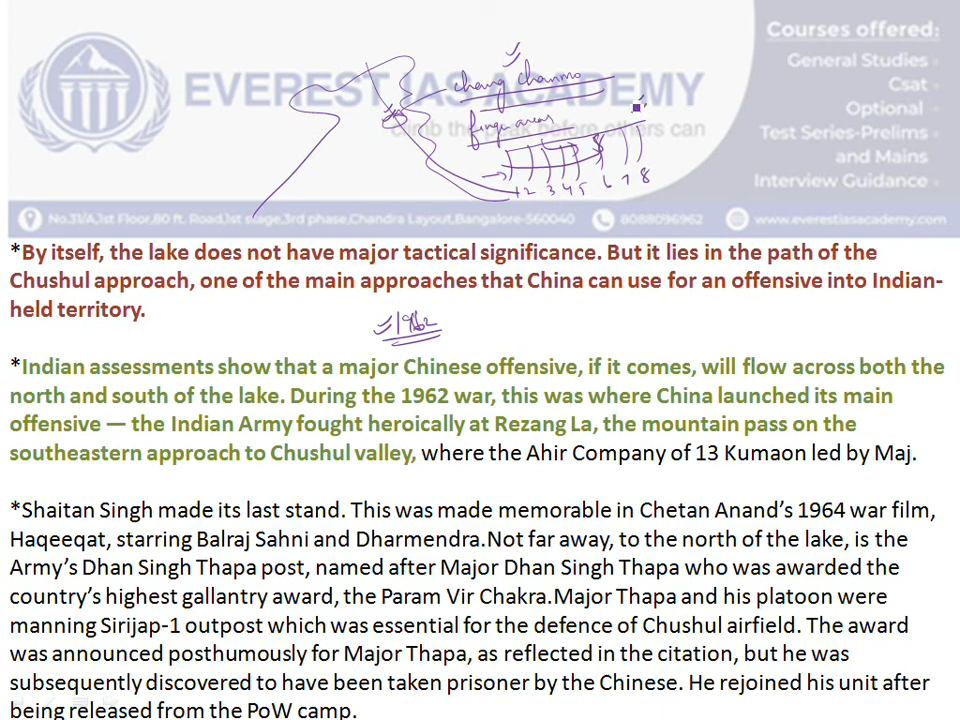 Courses offered:
General Studies
Csat
Optional
Test Series-Prelims
and Mains
Interview Guidance
EVEREST IAS ACADEMY
climb the peak before others can
chang chanmo
finger areas
1 2 3 4 5 6 7 8
No.31/A,1st Floor,80 ft. Road,1st stage,3rd phase,Chandra Layout,Bangalore-560040
8088096962
www.everestiasacademy.com
*By itself, the lake does not have major tactical significance. But it lies in the path of the
Chushul approach, one of the main approaches that China can use for an offensive into Indian-
held territory.
1962
*Indian assessments show that a major Chinese offensive, if it comes, will flow across both the
north and south of the lake. During the 1962 war, this was where China launched its main
offensive — the Indian Army fought heroically at Rezang La, the mountain pass on the
southeastern approach to Chushul valley, where the Ahir Company of 13 Kumaon led by Maj.
*Shaitan Singh made its last stand. This was made memorable in Chetan Anand’s 1964 war film,
Haqeeqat, starring Balraj Sahni and Dharmendra.Not far away, to the north of the lake, is the
Army’s Dhan Singh Thapa post, named after Major Dhan Singh Thapa who was awarded the
country’s highest gallantry award, the Param Vir Chakra.Major Thapa and his platoon were
manning Sirijap-1 outpost which was essential for the defence of Chushul airfield. The award
was announced posthumously for Major Thapa, as reflected in the citation, but he was
subsequently discovered to have been taken prisoner by the Chinese. He rejoined his unit after
being released from the PoW camp.